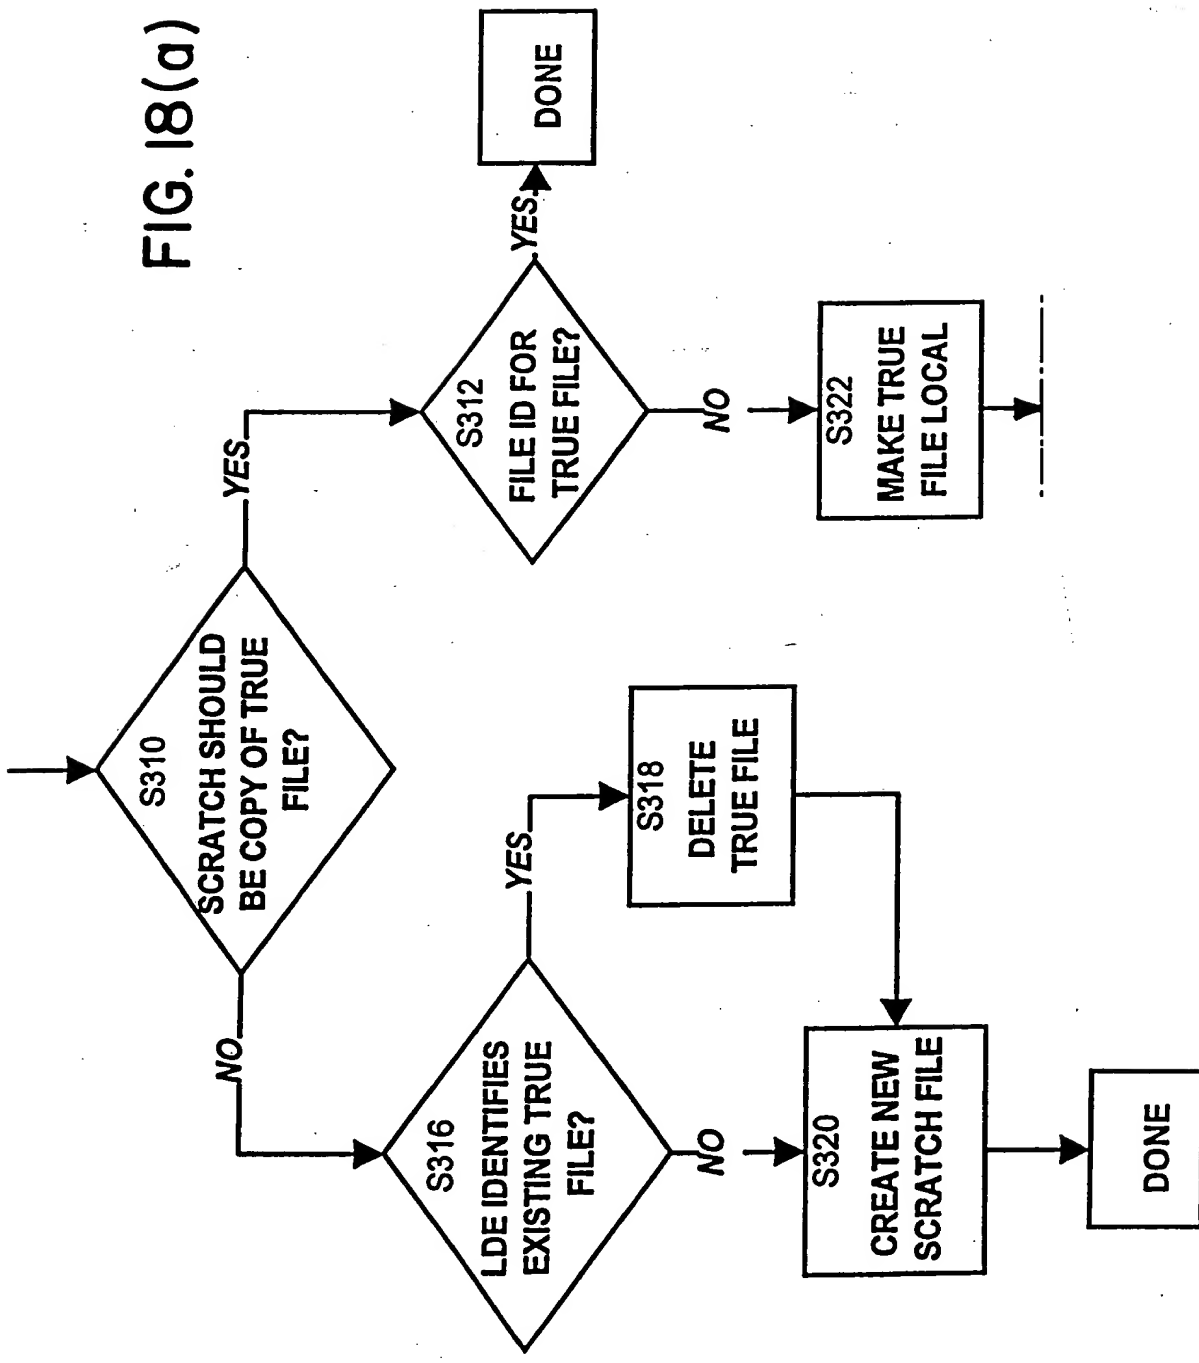 FIG. 18(a)
S310
SCRATCH SHOULD
BE COPY OF TRUE
FILE?
NO
YES
S316
LDE IDENTIFIES
EXISTING TRUE
FILE?
YES
NO
S318
DELETE
TRUE FILE
S320
CREATE NEW
SCRATCH FILE
DONE
S312
FILE ID FOR
TRUE FILE?
YES
DONE
NO
S322
MAKE TRUE
FILE LOCAL